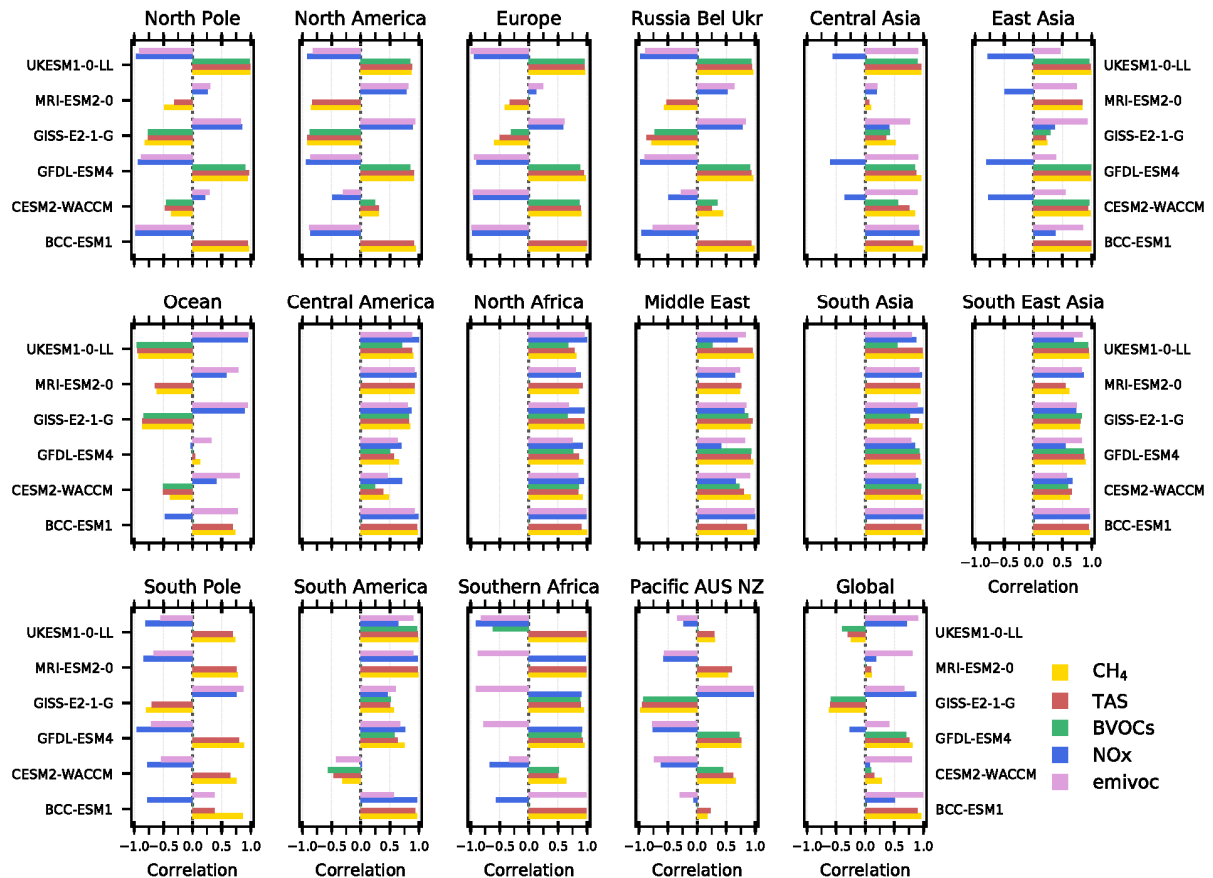 North Pole North America Europe Russia Bel Ukr Central Asia East Asia
UKESM1-0-LL UKESM1-0-LL
MRI-ESM2-0 MRI-ESM2-0
GISS-E2-1-G GISS-E2-1-G
GFDL-ESM4 GFDL-ESM4
CESM2-WACCM CESM2-WACCM
BCC-ESM1 BCC-ESM1
Ocean Central America North Africa Middle East South Asia South East Asia
UKESM1-0-LL UKESM1-0-LL
MRI-ESM2-0 MRI-ESM2-0
GISS-E2-1-G GISS-E2-1-G
GFDL-ESM4 GFDL-ESM4
CESM2-WACCM CESM2-WACCM
BCC-ESM1 BCC-ESM1
−1.0 −0.5 0.0 0.5 1.0
Correlation
South Pole South America Southern Africa Pacific AUS NZ Global
UKESM1-0-LL UKESM1-0-LL
MRI-ESM2-0 MRI-ESM2-0
GISS-E2-1-G GISS-E2-1-G
GFDL-ESM4 GFDL-ESM4
CESM2-WACCM CESM2-WACCM
BCC-ESM1 BCC-ESM1
−1.0 −0.5 0.0 0.5 1.0 −1.0 −0.5 0.0 0.5 1.0 −1.0 −0.5 0.0 0.5 1.0 −1.0 −0.5 0.0 0.5 1.0 −1.0 −0.5 0.0 0.5 1.0
Correlation Correlation Correlation Correlation Correlation
CH₄
TAS
BVOCs
NOx
emivoc